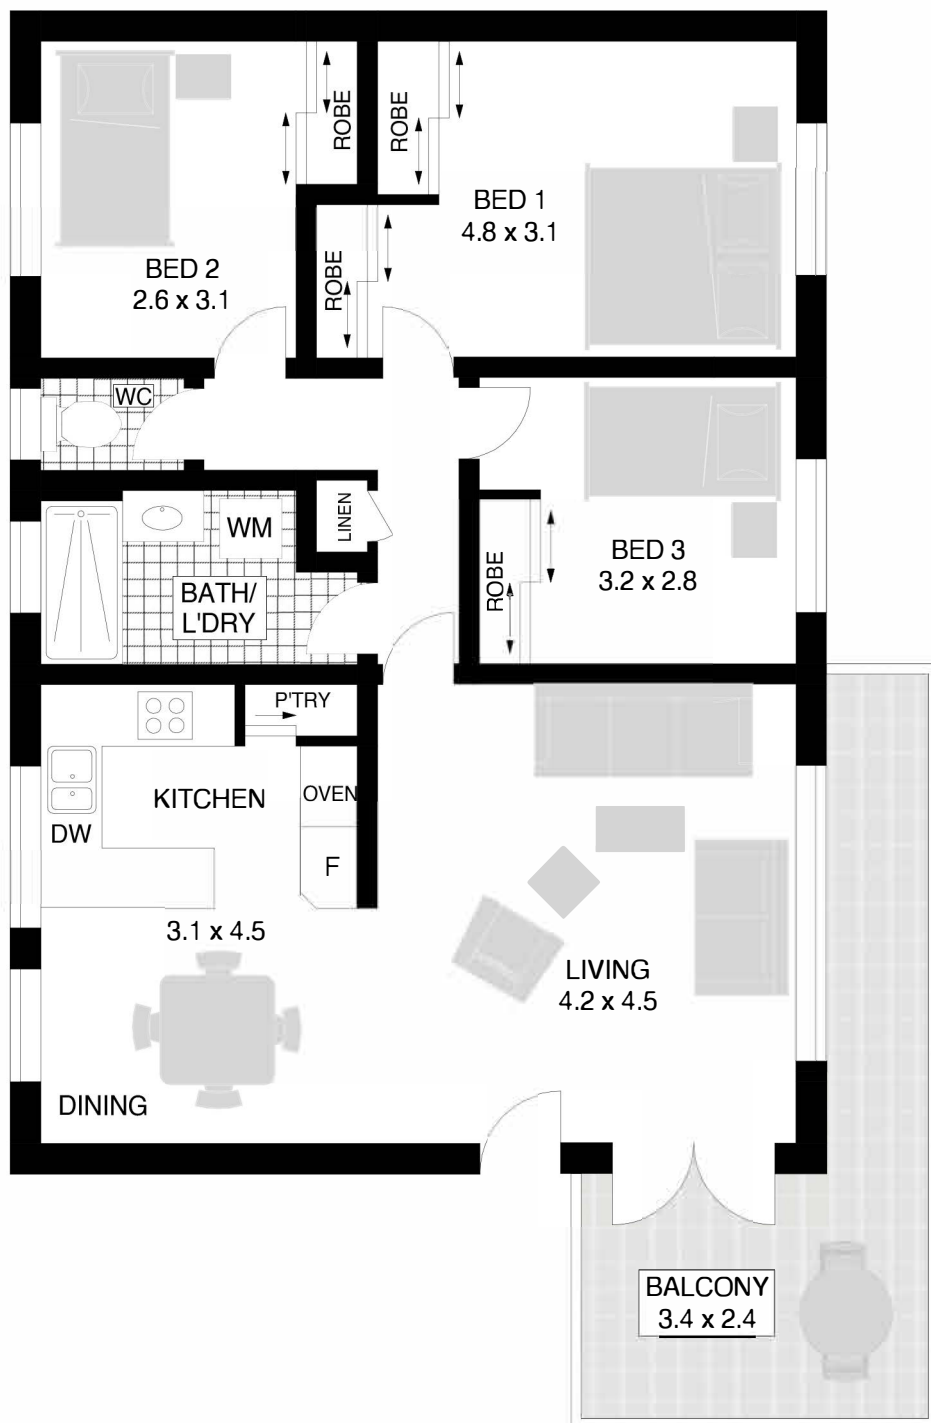 ROBE
ROBE
BED 1
4.8 x 3.1
BED 2
2.6 x 3.1
ROBE
WC
LINEN
WM
BATH/
L'DRY
BED 3
3.2 x 2.8
ROBE
P'TRY
KITCHEN
OVEN
DW
F
3.1 x 4.5
LIVING
4.2 x 4.5
DINING
BALCONY
3.4 x 2.4